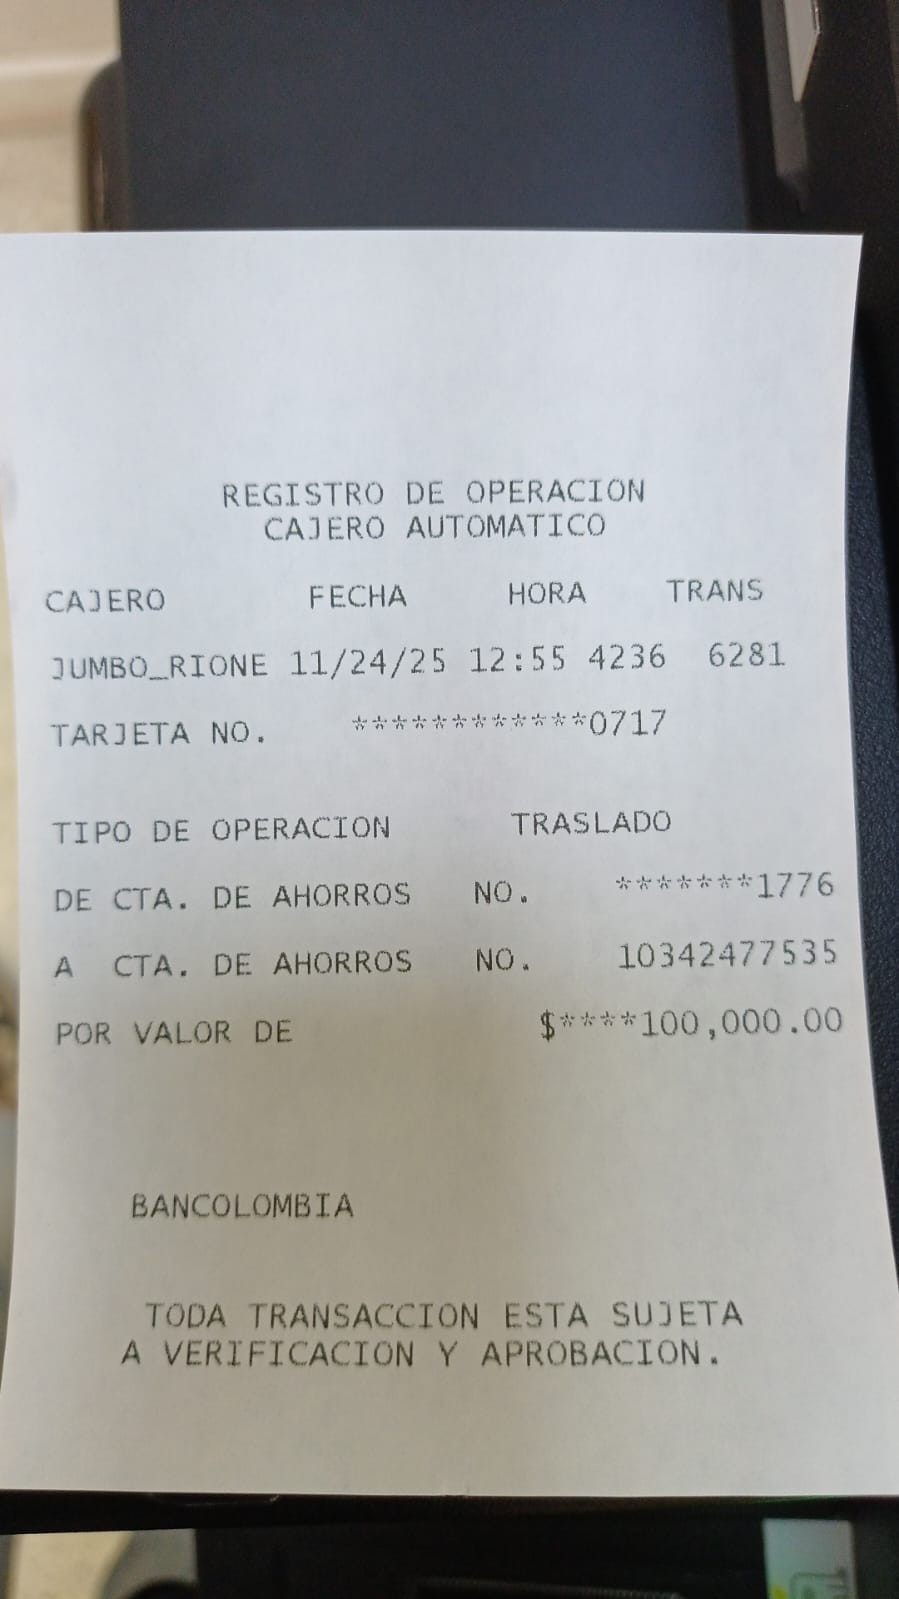 REGISTRO DE OPERACION
CAJERO AUTOMATICO
CAJERO FECHA HORA TRANS
JUMBO_RIONE 11/24/25 12:55 4236 6281
TARJETA NO. ************0717
TIPO DE OPERACION TRASLADO
DE CTA. DE AHORROS NO. *******1776
A CTA. DE AHORROS NO. 10342477535
POR VALOR DE $****100,000.00
BANCOLOMBIA
TODA TRANSACCION ESTA SUJETA
A VERIFICACION Y APROBACION.